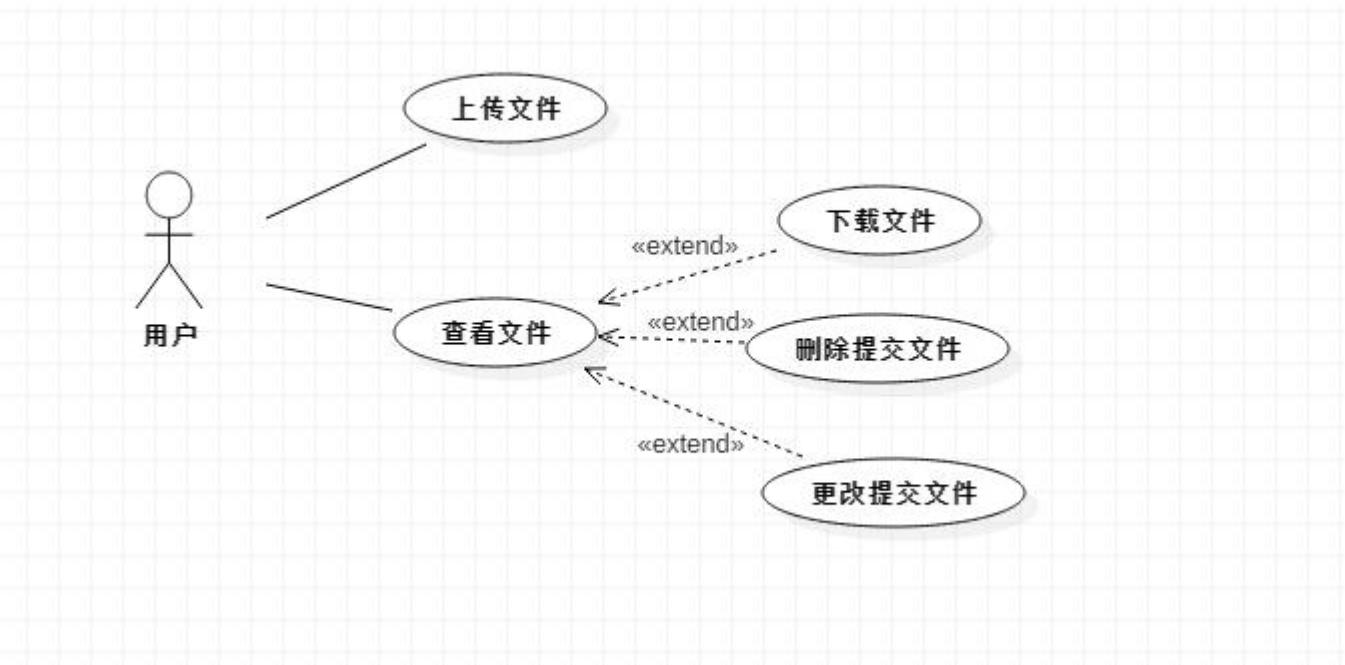 上传文件
下载文件
«extend»
«extend»
用户
查看文件
删除提交文件
«extend»
更改提交文件